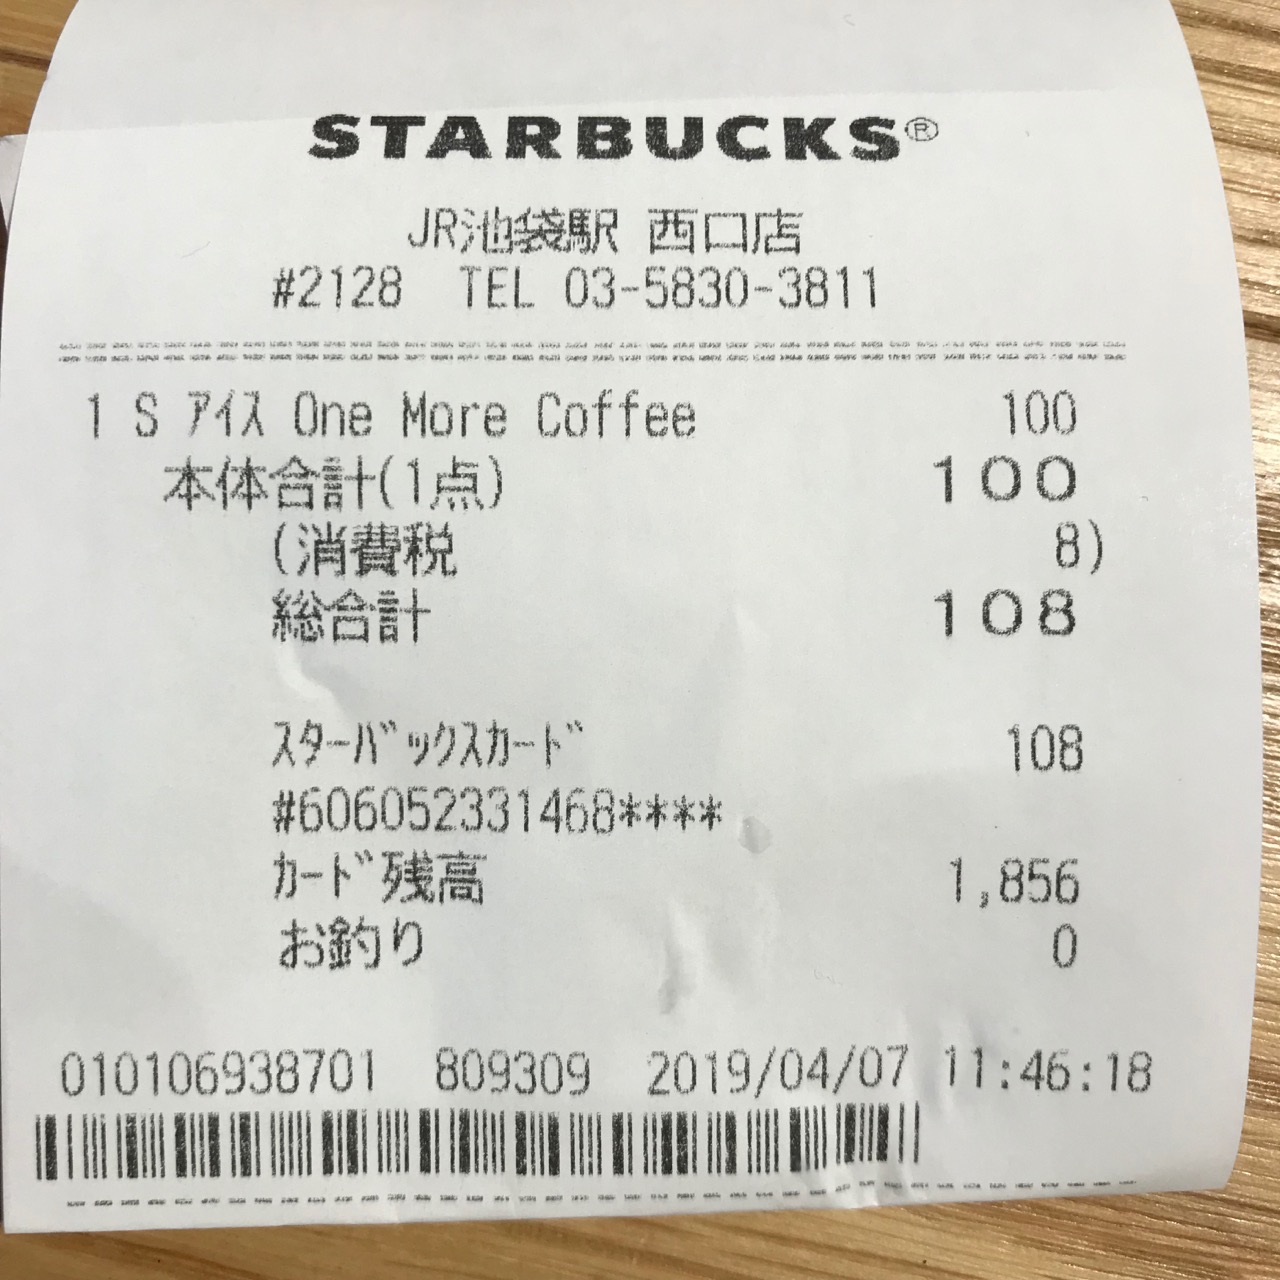 STARBUCKS®
JR池袋駅 西口店
#2128 TEL 03-5830-3811
1 S ｱｲｽ One More Coffee 100
本体合計(1点) 100
(消費税 8)
総合計 108
ｽﾀｰﾊﾞｯｸｽｶｰﾄﾞ 108
#606052331468****
ｶｰﾄﾞ残高 1,856
お釣り 0
010106938701 809309 2019/04/07 11:46:18